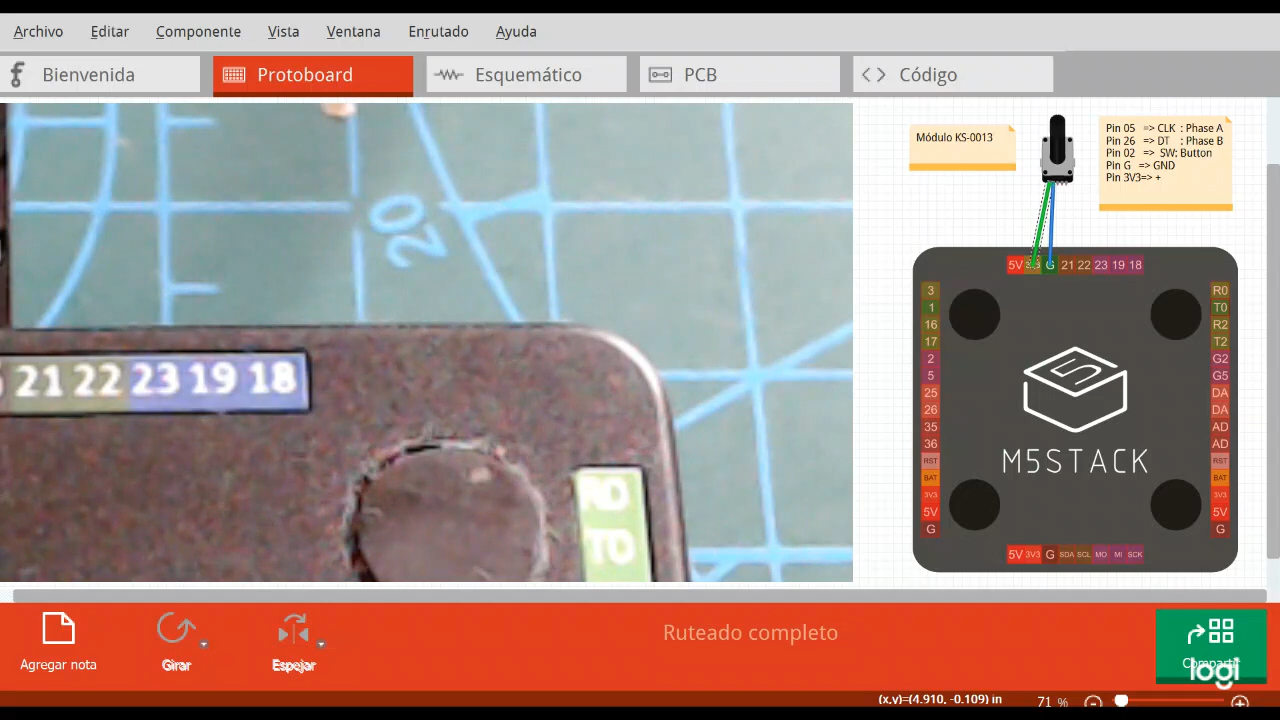 Archivo Editar Componente Vista Ventana Enrutado Ayuda
Bienvenida Protoboard Esquemático PCB Código
20
21 22 23 19 18
R0
Módulo KS-0013
Pin 05 => CLK : Phase A
Pin 26 => DT : Phase B
Pin 02 => SW: Button
Pin G => GND
Pin 3V3=> +
5V G 21 22 23 19 18
3
1
16
17
2
5
25
26
35
36
RST
BAT
3V3
5V
G
R0
T0
R2
T2
G2
G5
DA
DA
AD
AD
RST
BAT
3V3
5V
G
5
M5STACK
5V 3V3 G SDA SCL MO MI SCK
Agregar nota
Girar
Espejar
Ruteado completo
Compartir
logi
(x,y)=(4.910, -0.109) in
71 %